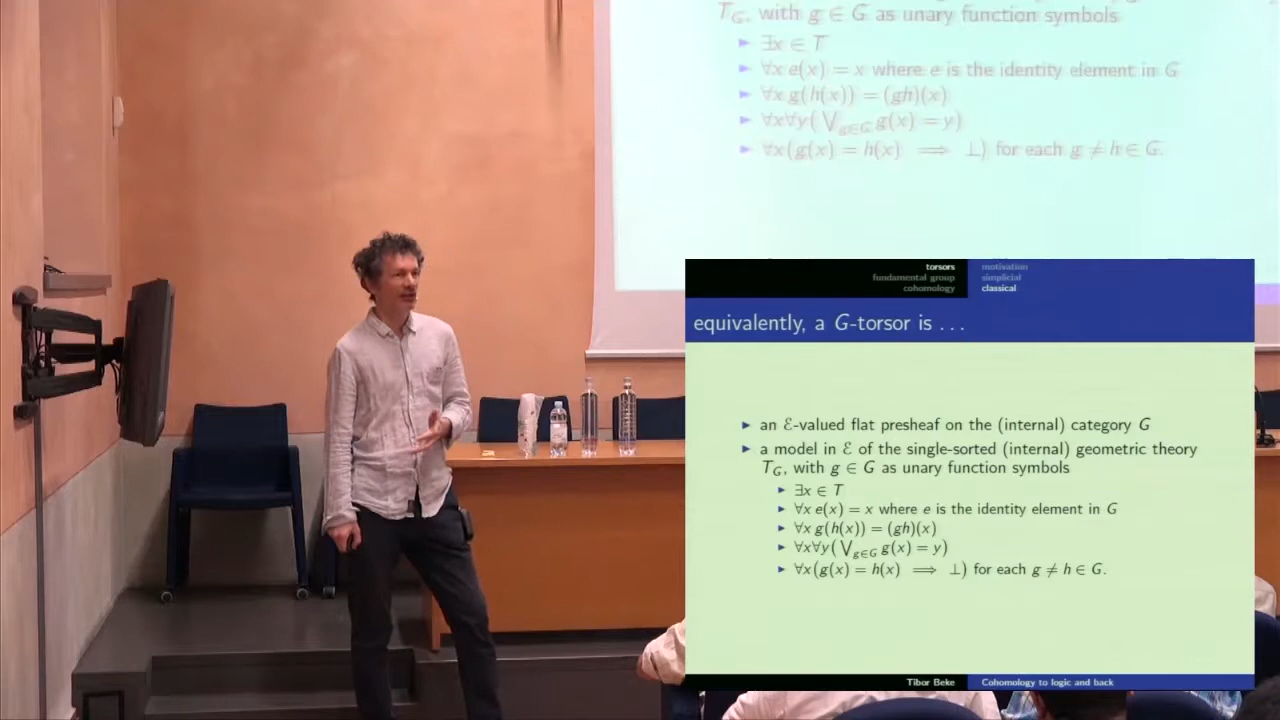 T_G, with g ∈ G as unary function symbols
▶ ∃x ∈ T
▶ ∀x e(x) = x where e is the identity element in G
▶ ∀x g(h(x)) = (gh)(x)
▶ ∀x∀y(⋁_{g∈G} g(x) = y)
▶ ∀x(g(x) = h(x) ⟹ ⊥) for each g ≠ h ∈ G.
torsors motivation
fundamental group simplicial
cohomology classical
equivalently, a G-torsor is . . .
▶ an ℰ-valued flat presheaf on the (internal) category G
▶ a model in ℰ of the single-sorted (internal) geometric theory
T_G, with g ∈ G as unary function symbols
▶ ∃x ∈ T
▶ ∀x e(x) = x where e is the identity element in G
▶ ∀x g(h(x)) = (gh)(x)
▶ ∀x∀y(⋁_{g∈G} g(x) = y)
▶ ∀x(g(x) = h(x) ⟹ ⊥) for each g ≠ h ∈ G.
Tibor Beke Cohomology to logic and back